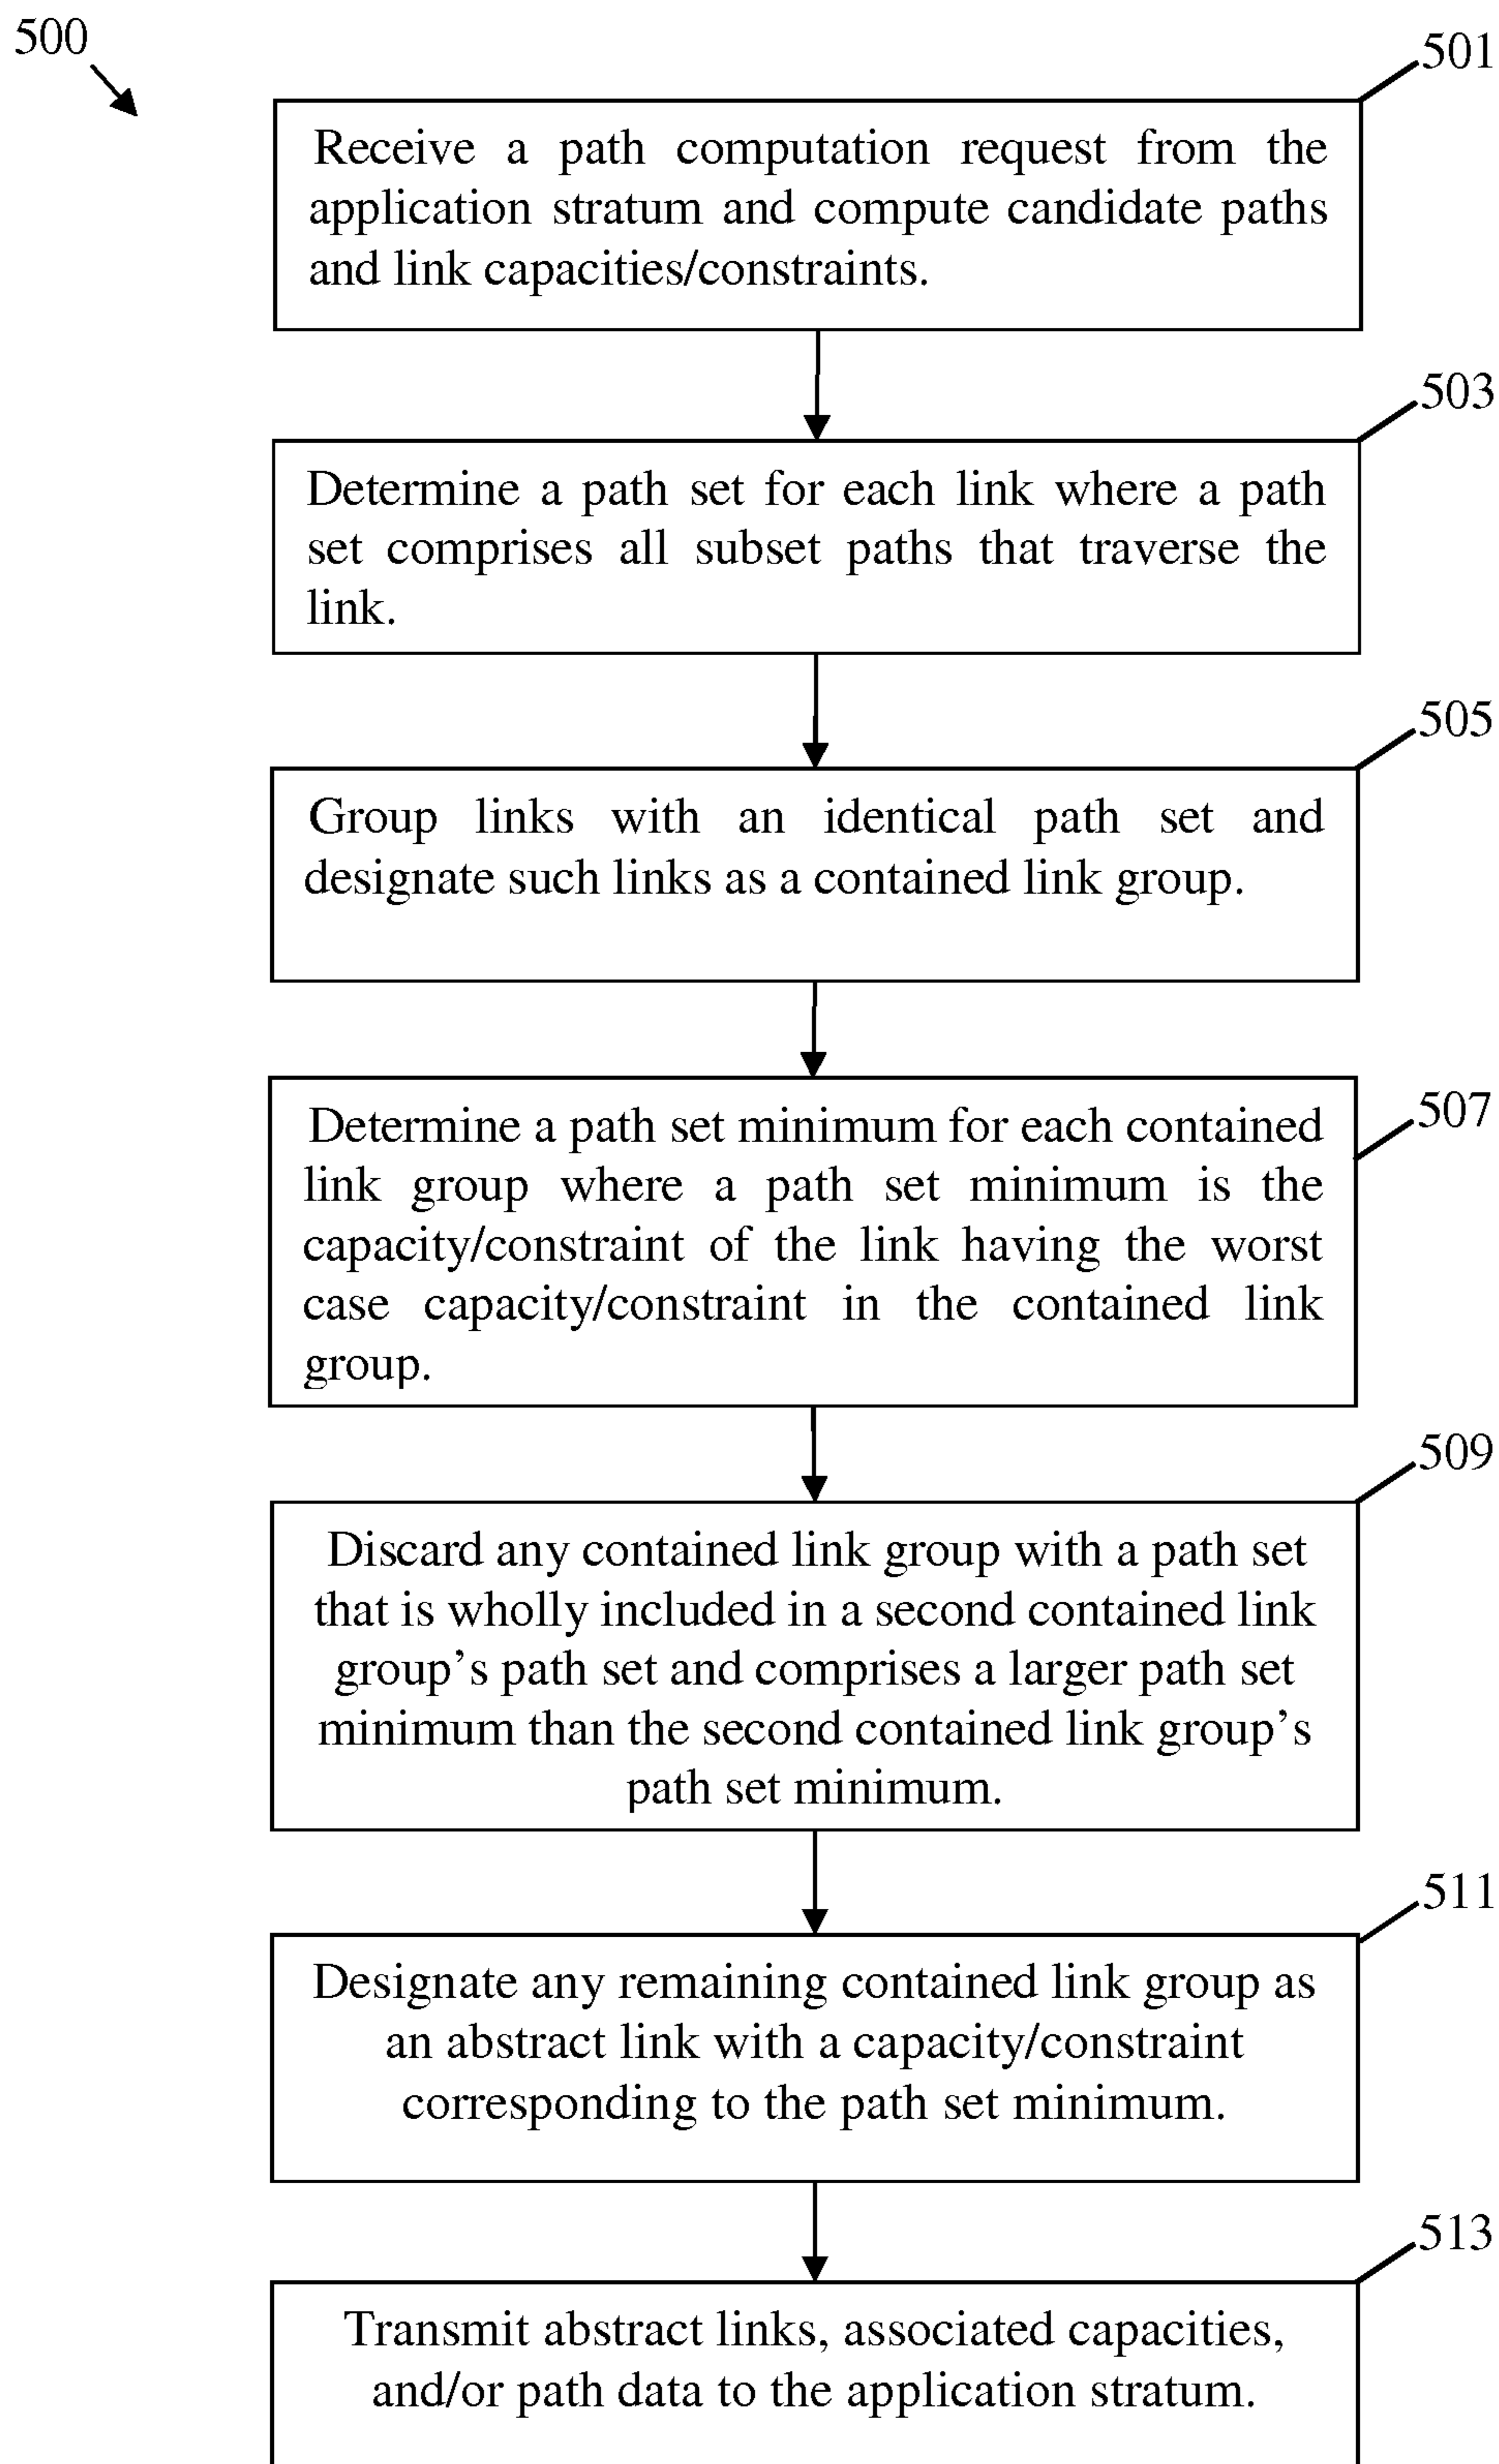 500
501
Receive a path computation request from the
application stratum and compute candidate paths
and link capacities/constraints.
503
Determine a path set for each link where a path
set comprises all subset paths that traverse the
link.
505
Group links with an identical path set and
designate such links as a contained link group.
507
Determine a path set minimum for each contained
link group where a path set minimum is the
capacity/constraint of the link having the worst
case capacity/constraint in the contained link
group.
509
Discard any contained link group with a path set
that is wholly included in a second contained link
group’s path set and comprises a larger path set
minimum than the second contained link group’s
path set minimum.
511
Designate any remaining contained link group as
an abstract link with a capacity/constraint
corresponding to the path set minimum.
513
Transmit abstract links, associated capacities,
and/or path data to the application stratum.